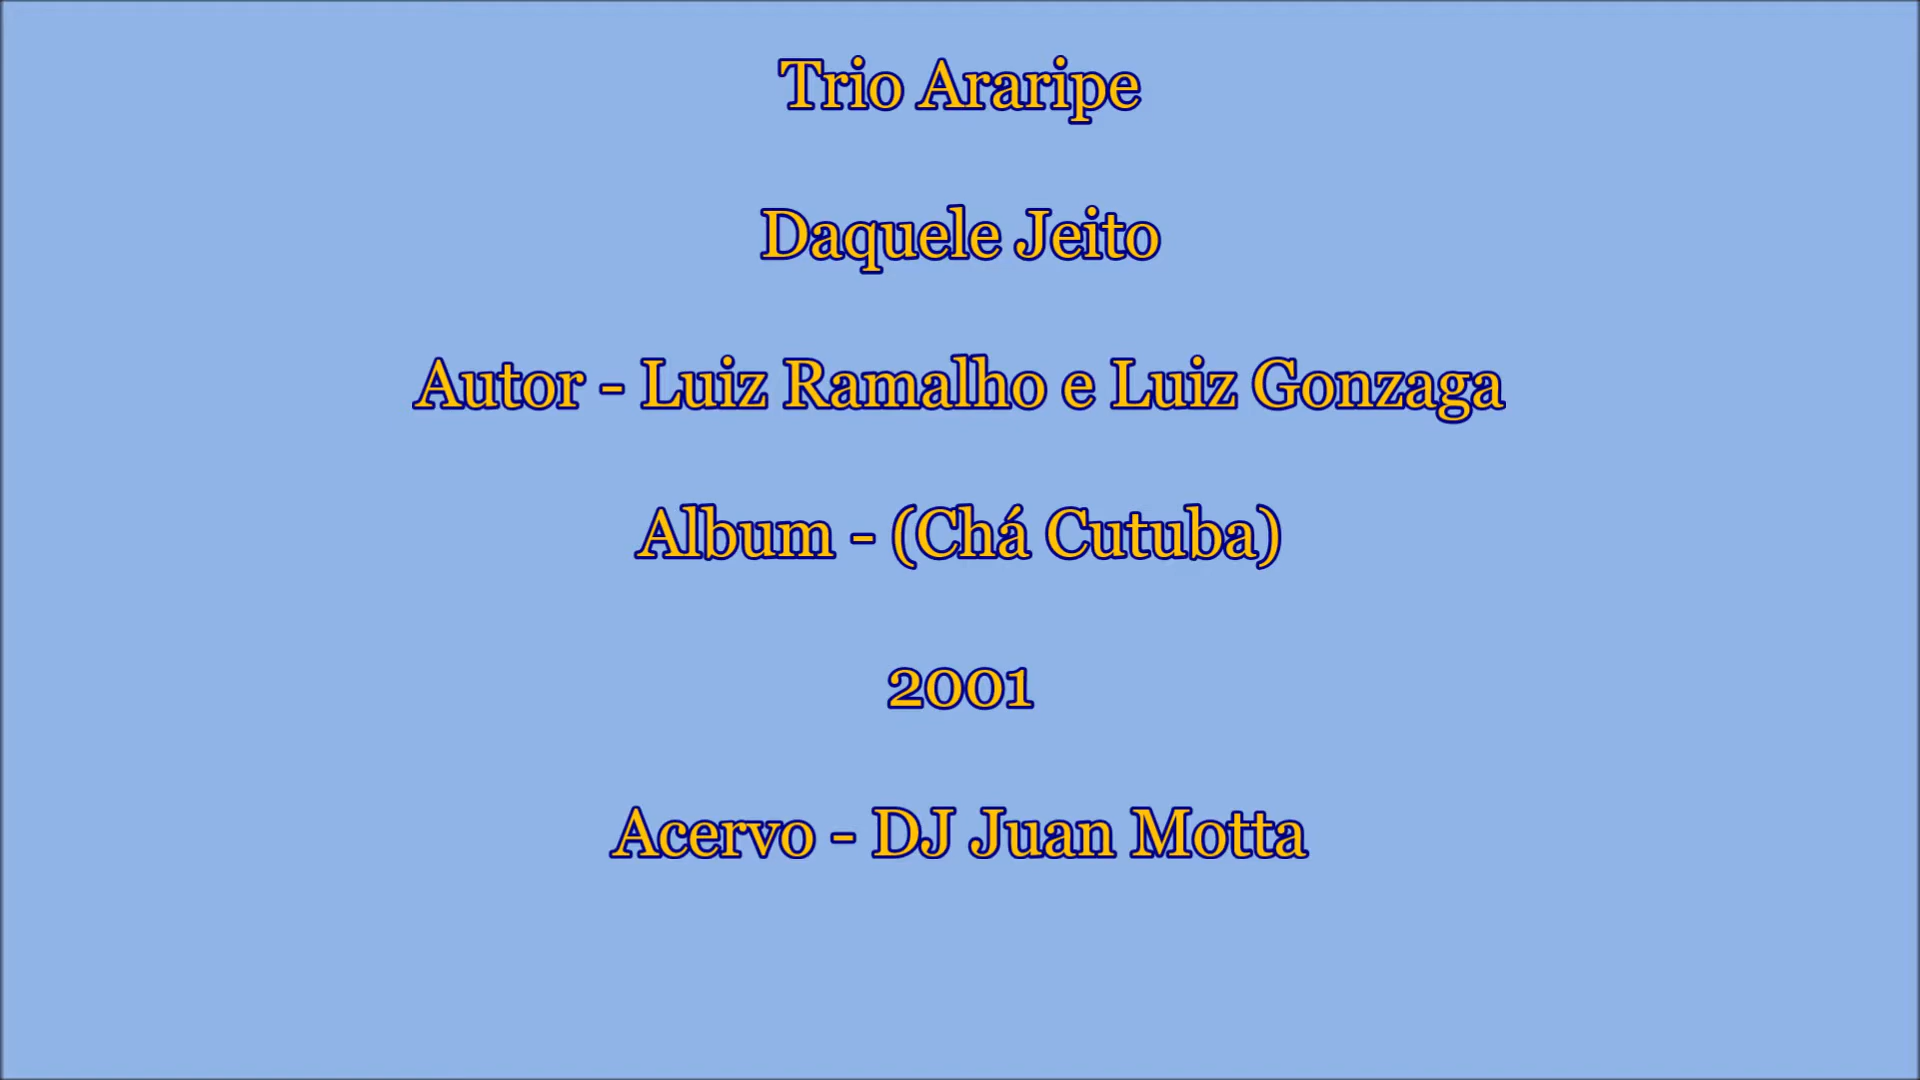 Trio Araripe
Daquele Jeito
Autor - Luiz Ramalho e Luiz Gonzaga
Album - (Chá Cutuba)
2001
Acervo - DJ Juan Motta